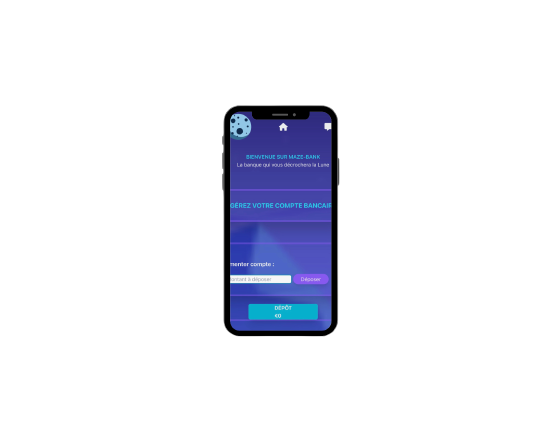 BIENVENUE SUR MAZE-BANK
La banque qui vous décrochera la Lune
GÉREZ VOTRE COMPTE BANCAIR
menter compte :
ontant à déposer
Déposer
DÉPÔT
€0